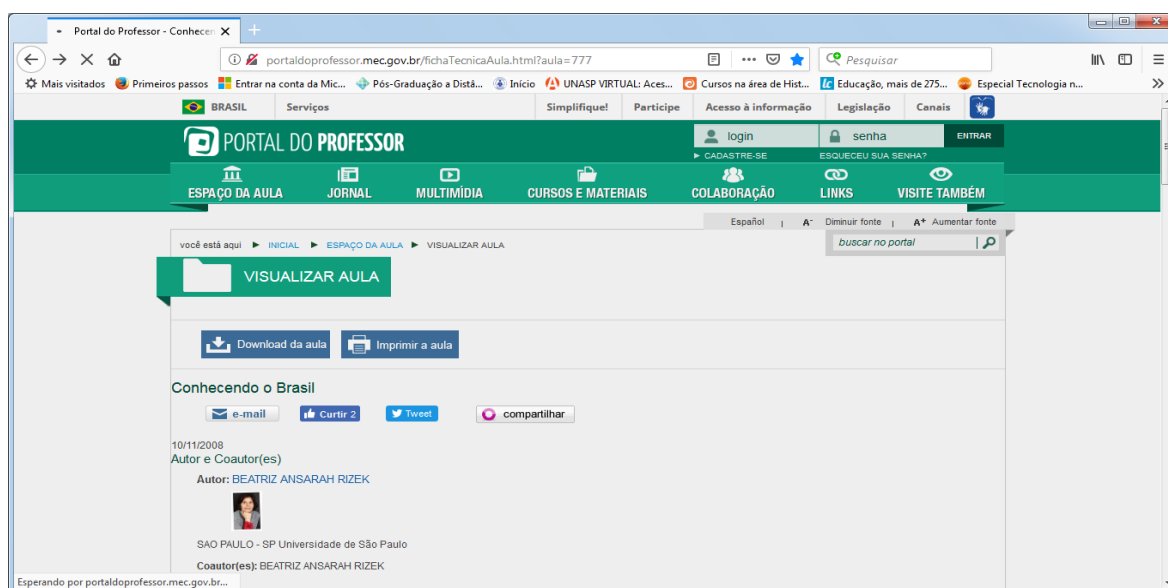 Portal do Professor - Conhecen
portaldoprofessor.mec.gov.br/fichaTecnicaAula.html?aula=777
Pesquisar
Mais visitados Primeiros passos Entrar na conta da Mic... Pós-Graduação a Distâ... Início UNASP VIRTUAL: Aces... Cursos na área de Hist... Educação, mais de 275... Especial Tecnologia n...
BRASIL Serviços Simplifique! Participe Acesso à informação Legislação Canais
PORTAL DO PROFESSOR
login senha ENTRAR
CADASTRE-SE ESQUECEU SUA SENHA?
ESPAÇO DA AULA JORNAL MULTIMÍDIA CURSOS E MATERIAIS COLABORAÇÃO LINKS VISITE TAMBÉM
Español A- Diminuir fonte A+ Aumentar fonte
você está aqui INICIAL ESPAÇO DA AULA VISUALIZAR AULA
buscar no portal
VISUALIZAR AULA
Download da aula Imprimir a aula
Conhecendo o Brasil
e-mail Curtir 2 Tweet compartilhar
10/11/2008
Autor e Coautor(es)
Autor: BEATRIZ ANSARAH RIZEK
SAO PAULO - SP Universidade de São Paulo
Coautor(es): BEATRIZ ANSARAH RIZEK
Esperando por portaldoprofessor.mec.gov.br...